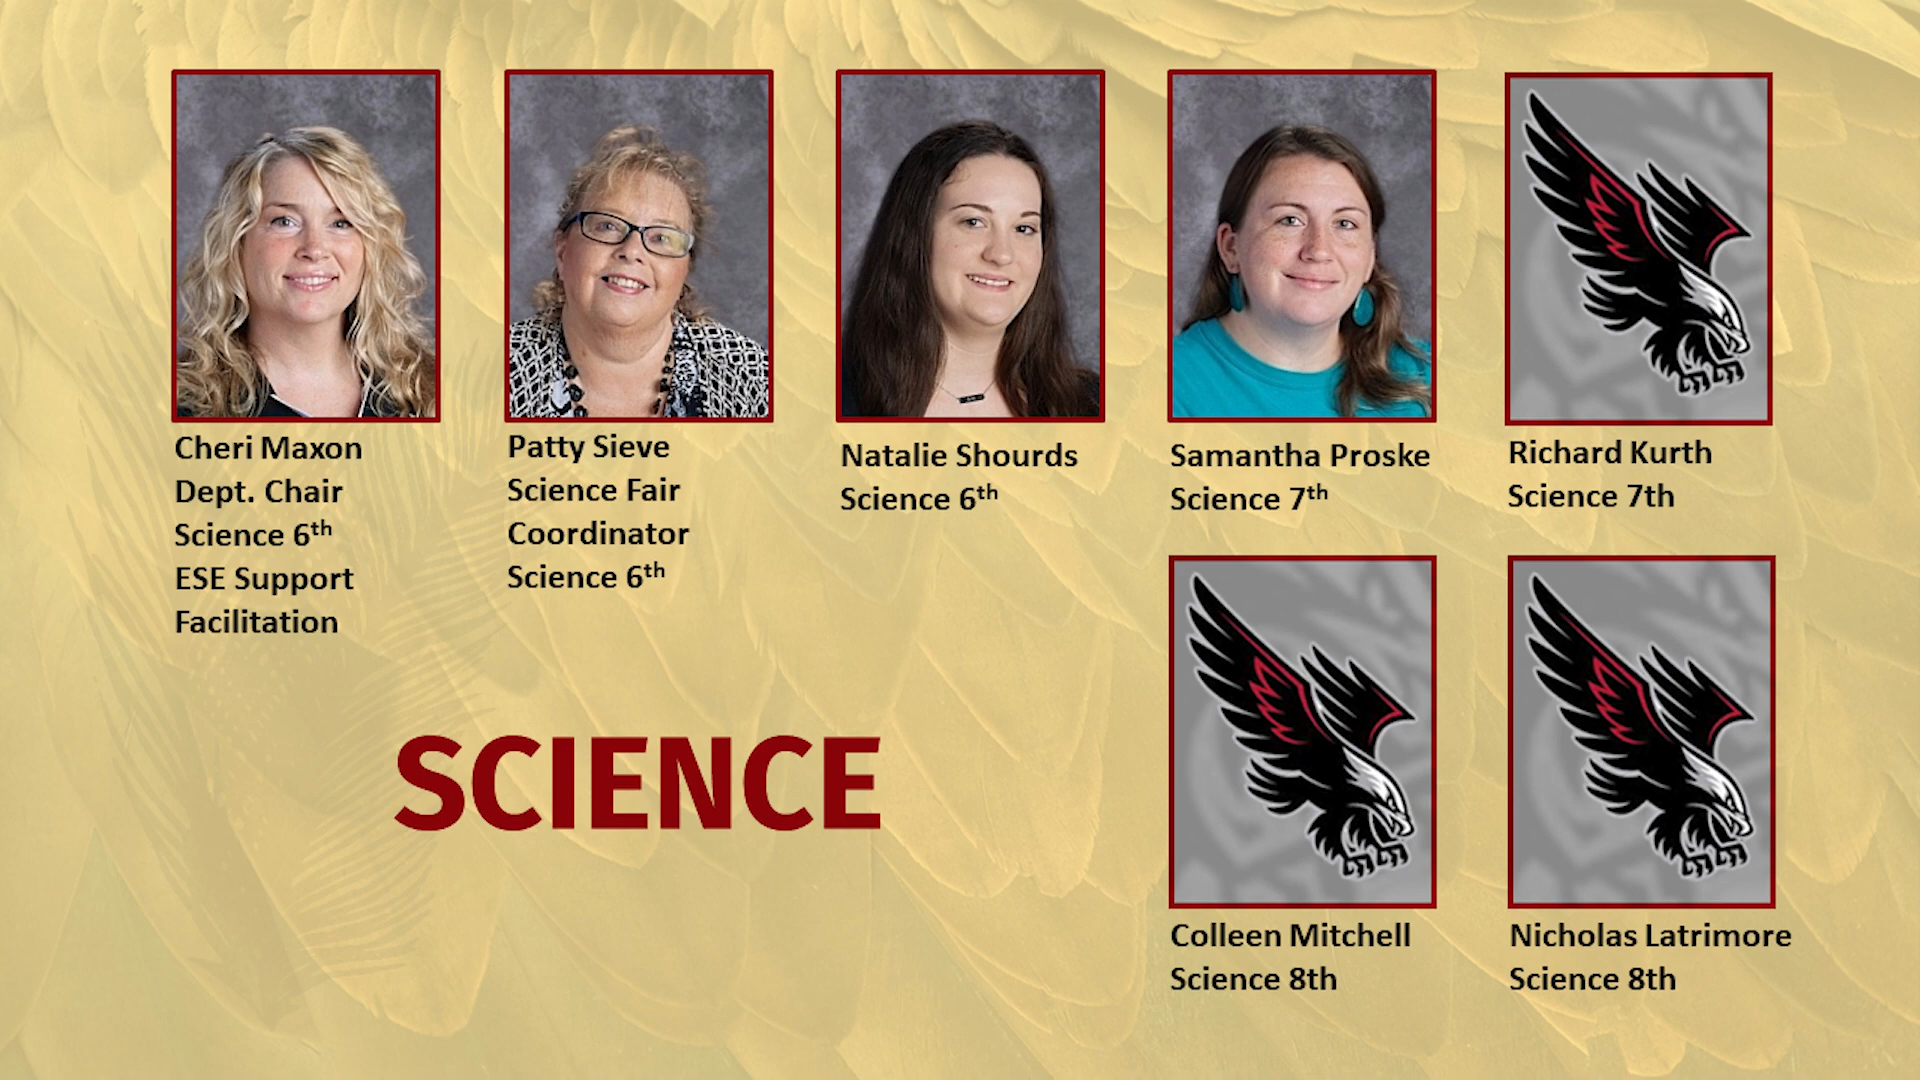 Cheri Maxon
Dept. Chair
Science 6th
ESE Support
Facilitation
Patty Sieve
Science Fair
Coordinator
Science 6th
Natalie Shourds
Science 6th
Samantha Proske
Science 7th
Richard Kurth
Science 7th
SCIENCE
Colleen Mitchell
Science 8th
Nicholas Latrimore
Science 8th